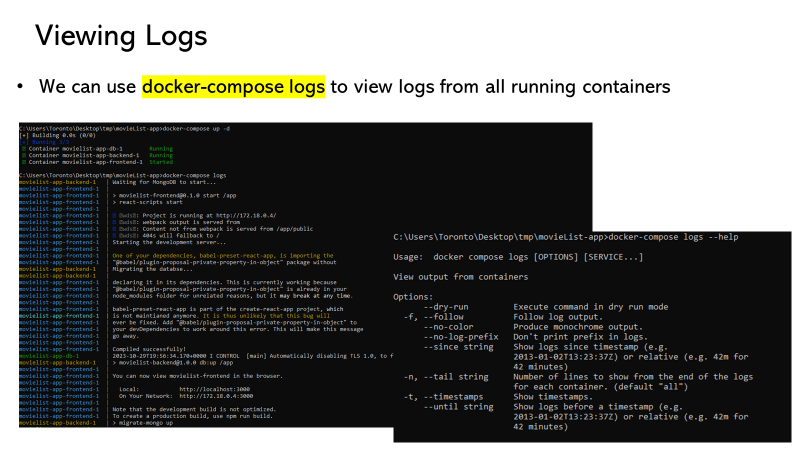 Viewing Logs
• We can use docker-compose logs to view logs from all running containers
C:\Users\Toronto\Desktop\tmp\movieList-app>docker-compose up -d
[+] Building 0.0s (0/0)
[+] Running 3/3
Container movielist-app-db-1 Running
Container movielist-app-backend-1 Running
Container movielist-app-frontend-1 Started
C:\Users\Toronto\Desktop\tmp\movieList-app>docker-compose logs
movielist-app-backend-1 | Waiting for MongoDB to start...
movielist-app-frontend-1 |
movielist-app-frontend-1 | > movielist-frontend@0.1.0 start /app
movielist-app-frontend-1 | > react-scripts start
movielist-app-frontend-1 |
movielist-app-frontend-1 | Project is running at http://172.18.0.4/
movielist-app-frontend-1 | webpack output is served from
movielist-app-frontend-1 | Content not from webpack is served from /app/public
movielist-app-frontend-1 | 404s will fallback to /
movielist-app-frontend-1 | Starting the development server...
movielist-app-frontend-1 |
movielist-app-frontend-1 | One of your dependencies, babel-preset-react-app, is importing the
movielist-app-frontend-1 | "@babel/plugin-proposal-private-property-in-object" package without
movielist-app-backend-1 | Migrating the databse...
movielist-app-backend-1 |
movielist-app-frontend-1 | declaring it in its dependencies. This is currently working because
movielist-app-frontend-1 | "@babel/plugin-proposal-private-property-in-object" is already in your
movielist-app-frontend-1 | node_modules folder for unrelated reasons, but it may break at any time.
movielist-app-frontend-1 |
movielist-app-frontend-1 | babel-preset-react-app is part of the create-react-app project, which
movielist-app-frontend-1 | is not maintianed anymore. It is thus unlikely that this bug will
movielist-app-frontend-1 | ever be fixed. Add "@babel/plugin-proposal-private-property-in-object" to
movielist-app-frontend-1 | your devDependencies to work around this error. This will make this message
movielist-app-frontend-1 | go away.
movielist-app-frontend-1 |
movielist-app-frontend-1 | Compiled successfully!
movielist-app-db-1 | 2023-10-29T19:56:34.170+0000 I CONTROL [main] Automatically disabling TLS 1.0, to f
movielist-app-backend-1 | > movielist-backend@1.0.0 db:up /app
movielist-app-frontend-1 |
movielist-app-frontend-1 | You can now view movielist-frontend in the browser.
movielist-app-frontend-1 |
movielist-app-frontend-1 | Local: http://localhost:3000
movielist-app-frontend-1 | On Your Network: http://172.18.0.4:3000
movielist-app-frontend-1 |
movielist-app-frontend-1 | Note that the development build is not optimized.
movielist-app-frontend-1 | To create a production build, use npm run build.
movielist-app-backend-1 | > migrate-mongo up
C:\Users\Toronto\Desktop\tmp\movieList-app>docker-compose logs --help
Usage: docker compose logs [OPTIONS] [SERVICE...]
View output from containers
Options:
--dry-run Execute command in dry run mode
-f, --follow Follow log output.
--no-color Produce monochrome output.
--no-log-prefix Don't print prefix in logs.
--since string Show logs since timestamp (e.g.
2013-01-02T13:23:37Z) or relative (e.g. 42m for
42 minutes)
-n, --tail string Number of lines to show from the end of the logs
for each container. (default "all")
-t, --timestamps Show timestamps.
--until string Show logs before a timestamp (e.g.
2013-01-02T13:23:37Z) or relative (e.g. 42m for
42 minutes)